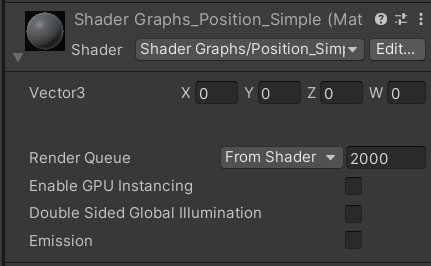 Shader Graphs_Position_Simple (Mat
Shader Shader Graphs/Position_Simp Edit...
Vector3 X 0 Y 0 Z 0 W 0
Render Queue From Shader 2000
Enable GPU Instancing
Double Sided Global Illumination
Emission